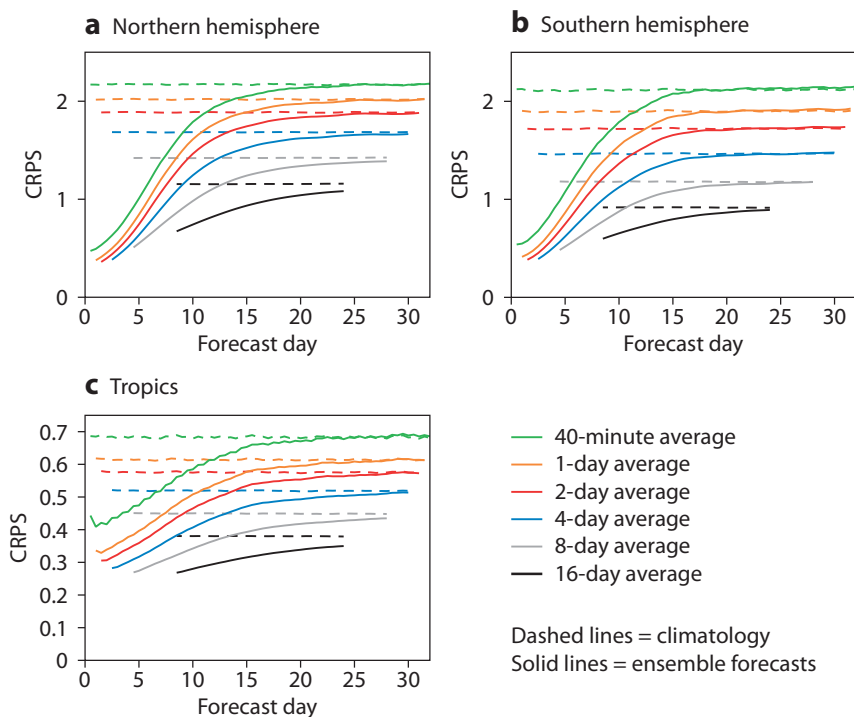 a Northern hemisphere
CRPS
2
1
0
0 5 10 15 20 25 30
Forecast day
b Southern hemisphere
CRPS
2
1
0
0 5 10 15 20 25 30
Forecast day
c Tropics
CRPS
0.7
0.6
0.5
0.4
0.3
0.2
0.1
0
0 5 10 15 20 25 30
Forecast day
40-minute average
1-day average
2-day average
4-day average
8-day average
16-day average
Dashed lines = climatology
Solid lines = ensemble forecasts